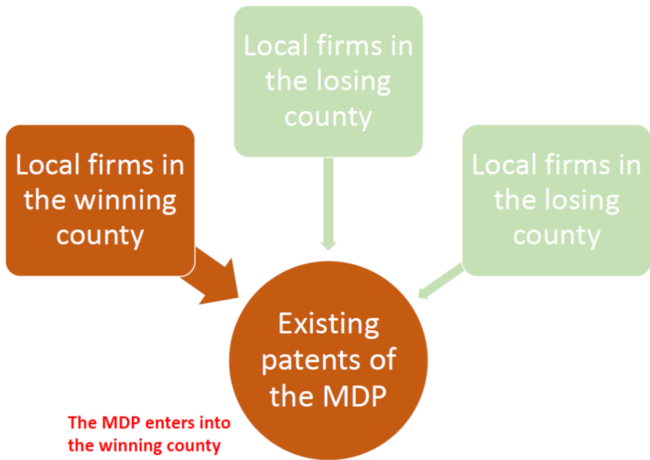 Local firms in
the losing
county
Local firms in
the winning
county
Local firms in
the losing
county
Existing
patents of
the MDP
The MDP enters into
the winning county